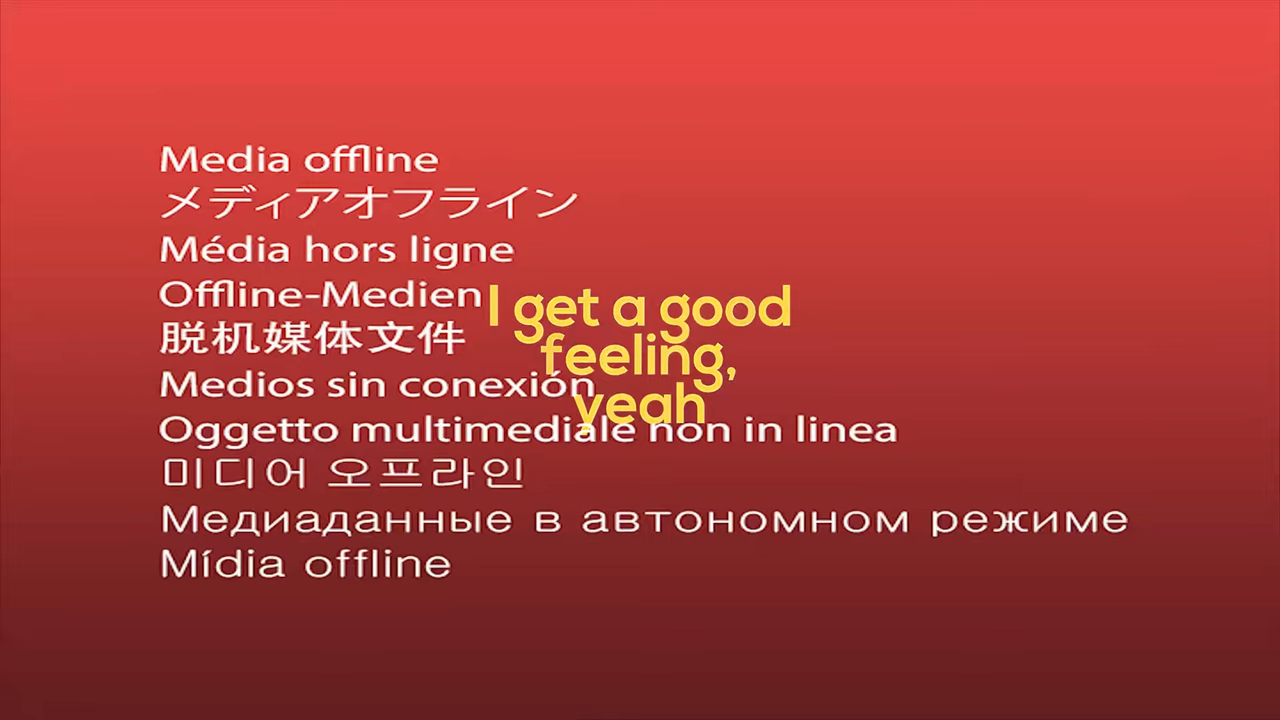 Media offline
メディアオフライン
Média hors ligne
Offline-Medien
脱机媒体文件
Medios sin conexión
Oggetto multimediale non in linea
미디어 오프라인
Медиаданные в автономном режиме
Mídia offline
I get a good
feeling,
yeah